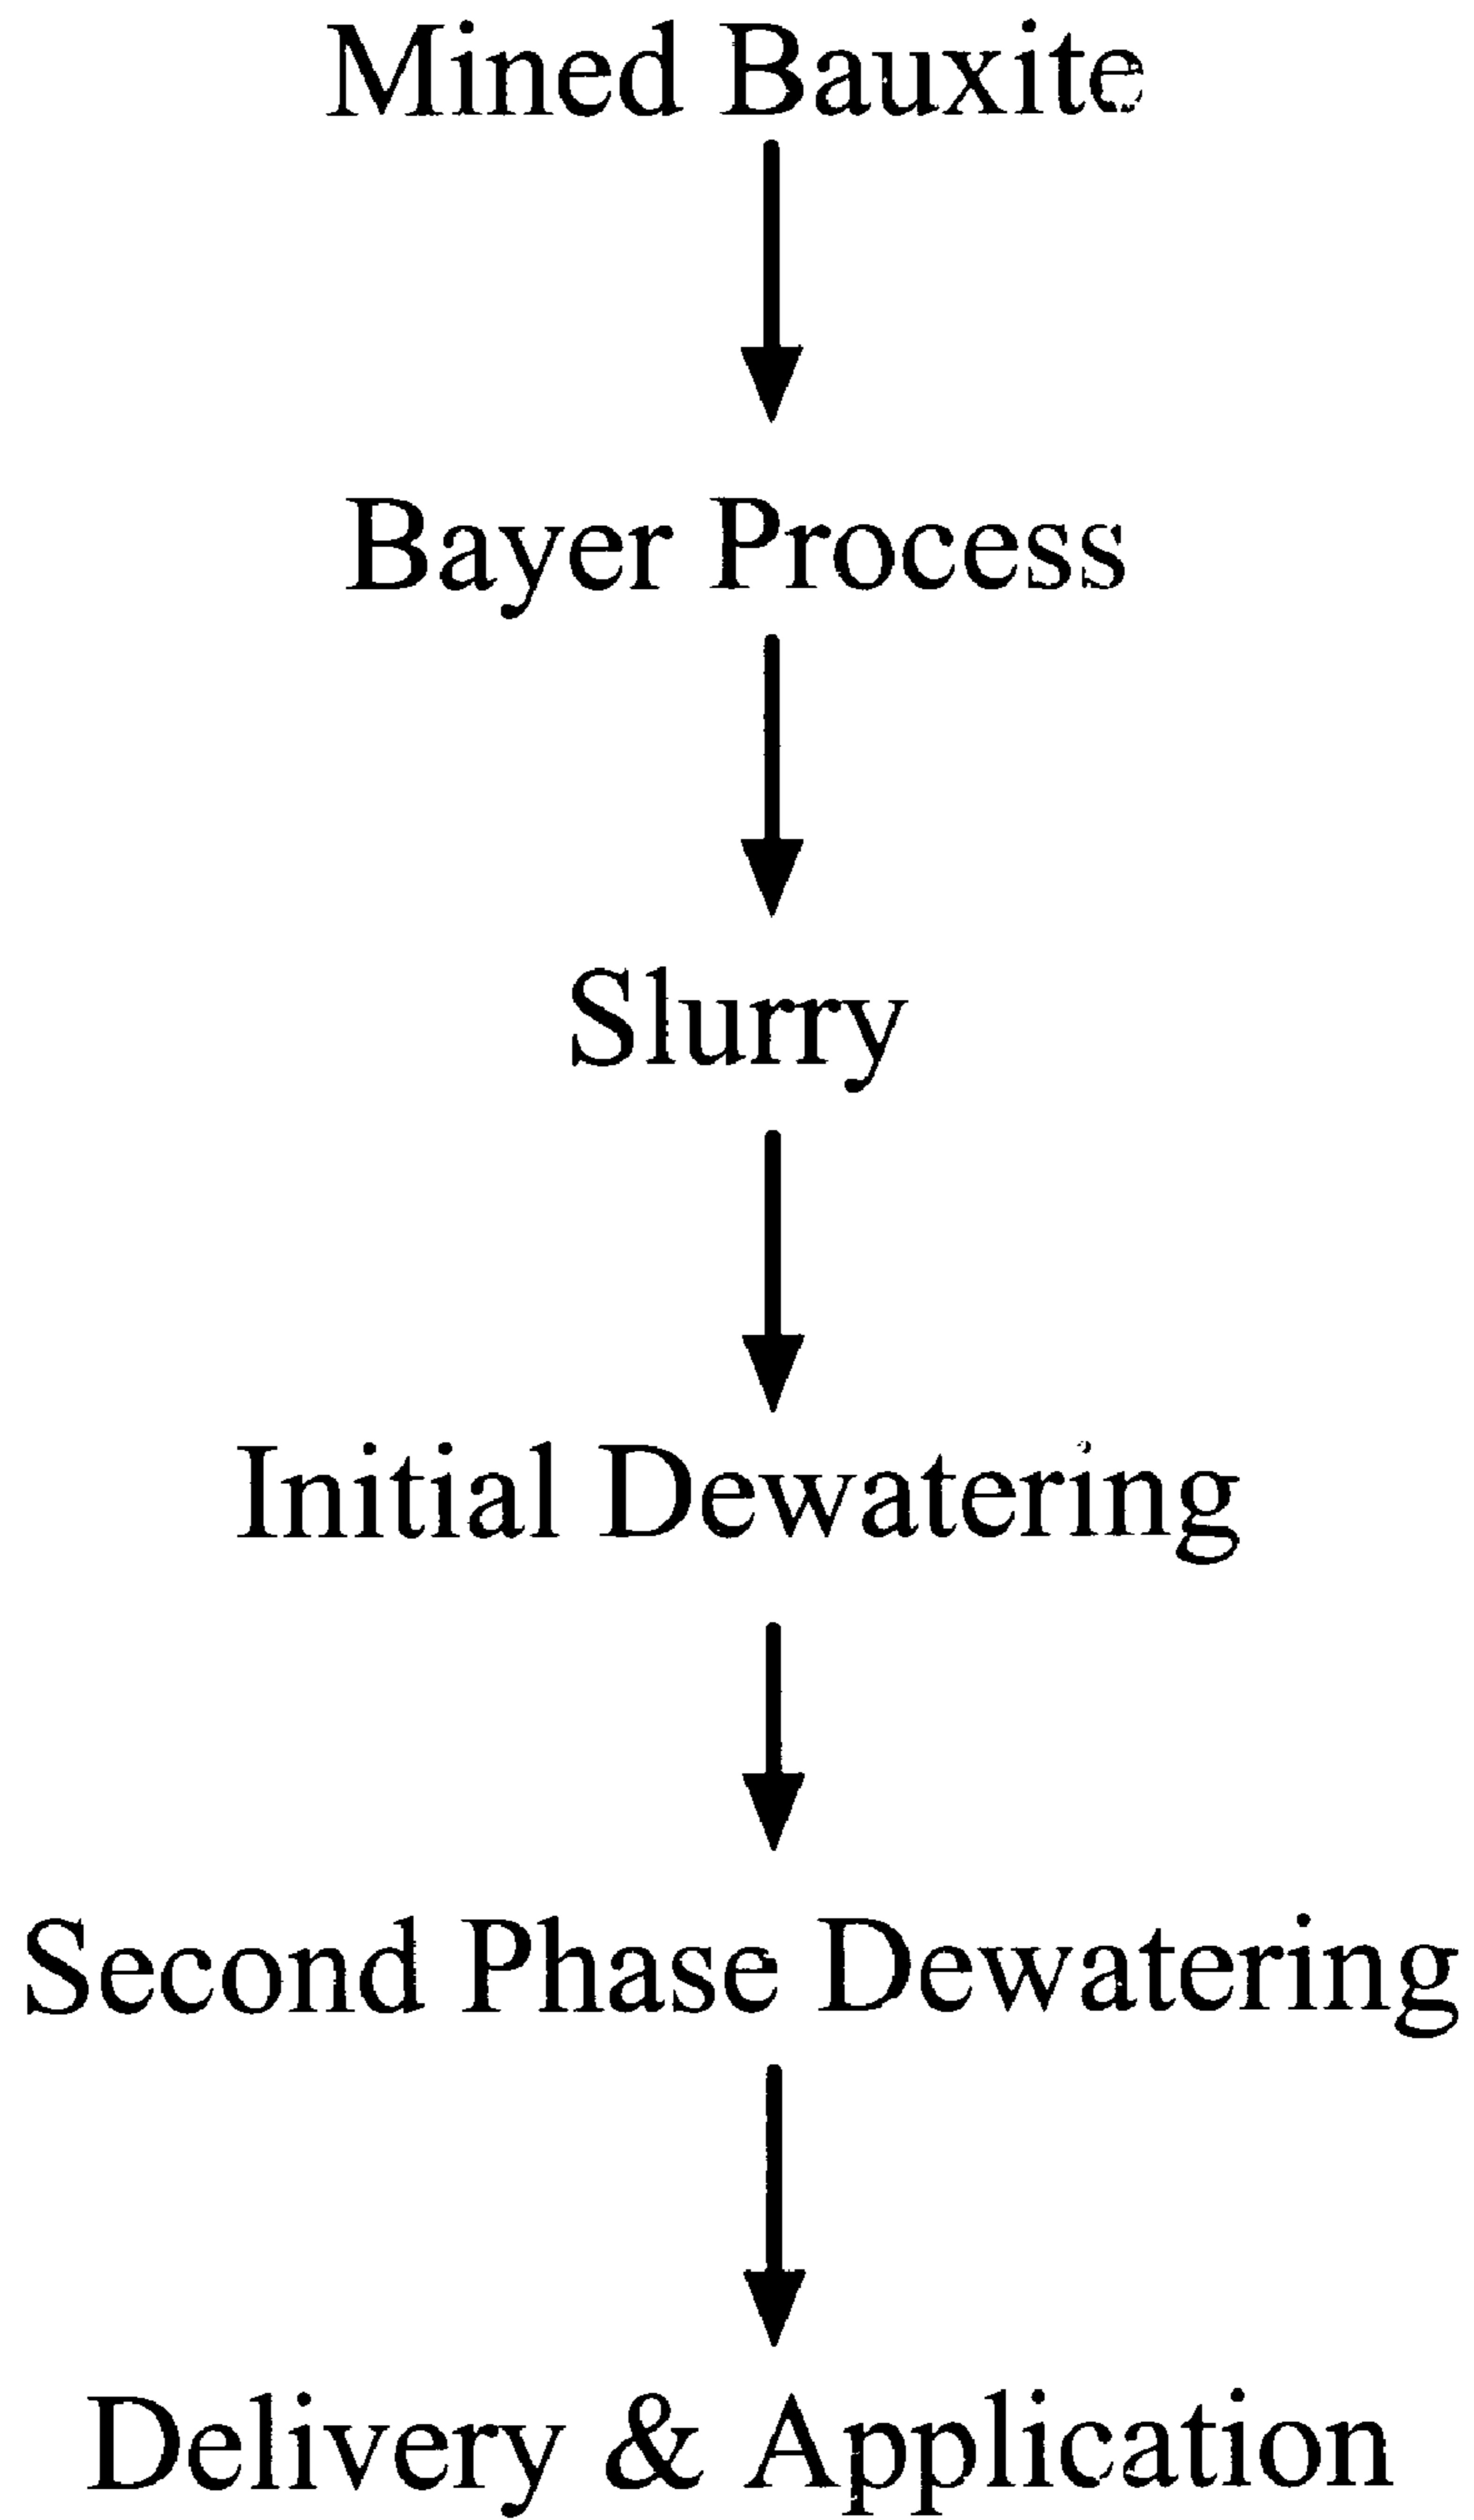 Mined Bauxite
Bayer Process
Slurry
Initial Dewatering
Second Phase Dewatering
Delivery & Application